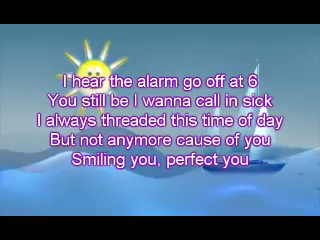 I hear the alarm go off at 6
You still be I wanna call in sick
I always threaded this time of day
But not anymore cause of you
Smiling you, perfect you